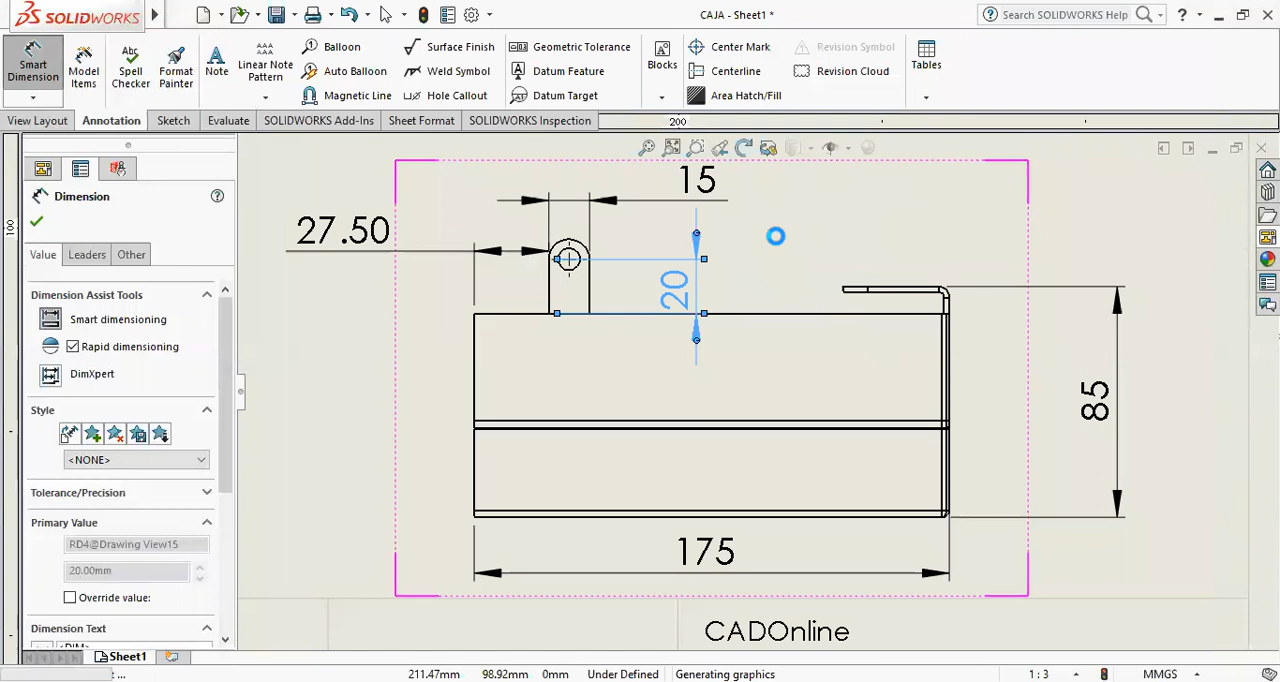 SOLIDWORKS
CAJA - Sheet1 *
Search SOLIDWORKS Help
?
Smart Dimension
Model Items
Spell Checker
Format Painter
Note
Linear Note Pattern
Balloon
Auto Balloon
Magnetic Line
Surface Finish
Weld Symbol
Hole Callout
Geometric Tolerance
Datum Feature
Datum Target
Blocks
Center Mark
Centerline
Area Hatch/Fill
Revision Symbol
Revision Cloud
Tables
View Layout
Annotation
Sketch
Evaluate
SOLIDWORKS Add-Ins
Sheet Format
SOLIDWORKS Inspection
200
100
Dimension
Value
Leaders
Other
Dimension Assist Tools
Smart dimensioning
Rapid dimensioning
DimXpert
Style
<NONE>
Tolerance/Precision
Primary Value
RD4@Drawing View15
20.00mm
Override value:
Dimension Text
<DIM>
15
27.50
20
85
175
CADOnline
Sheet1
: ...
211.47mm
98.92mm
0mm
Under Defined
Generating graphics
1 : 3
MMGS